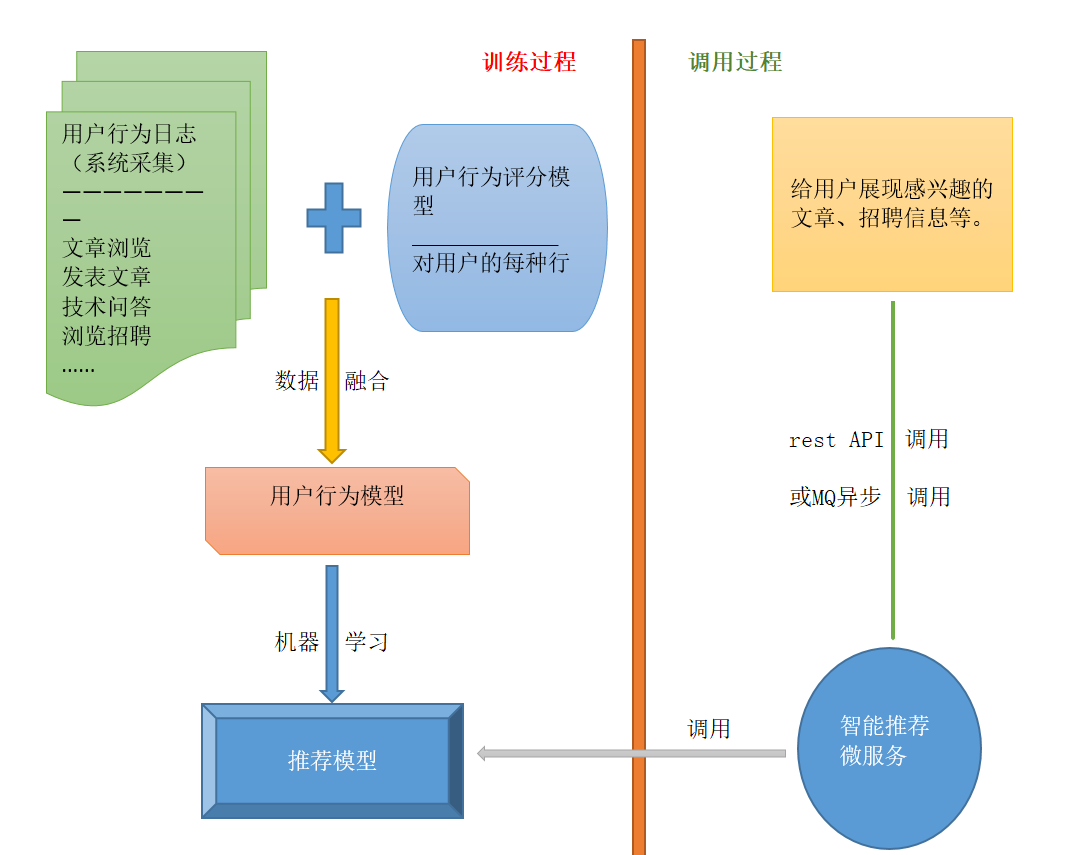 训练过程
调用过程
用户行为日志
（系统采集）
———————
—
文章浏览
发表文章
技术问答
浏览招聘
……
用户行为评分模
型
_____________
对用户的每种行
给用户展现感兴趣的
文章、招聘信息等。
数据 融合
rest API 调用
或MQ异步 调用
用户行为模型
机器 学习
调用
智能推荐
微服务
推荐模型